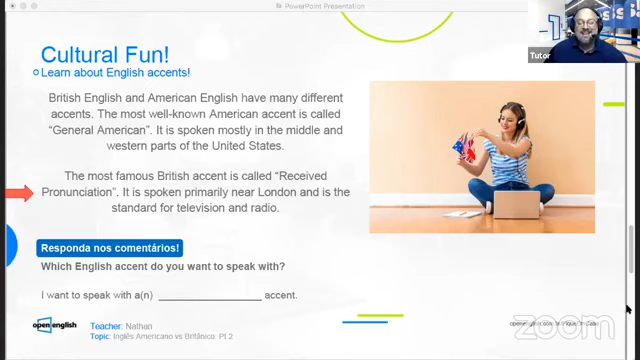 PowerPoint Presentation
Cultural Fun!
Learn about English accents!
British English and American English have many different
accents. The most well-known American accent is called
“General American”. It is spoken mostly in the middle and
western parts of the United States.
The most famous British accent is called “Received
Pronunciation”. It is spoken primarily near London and is the
standard for television and radio.
Responda nos comentários!
Which English accent do you want to speak with?
I want to speak with a(n) ____________________ accent.
openenglish
Teacher: Nathan
Topic: Inglês Americano vs Britânico: Pt 2
Tutor
zoom